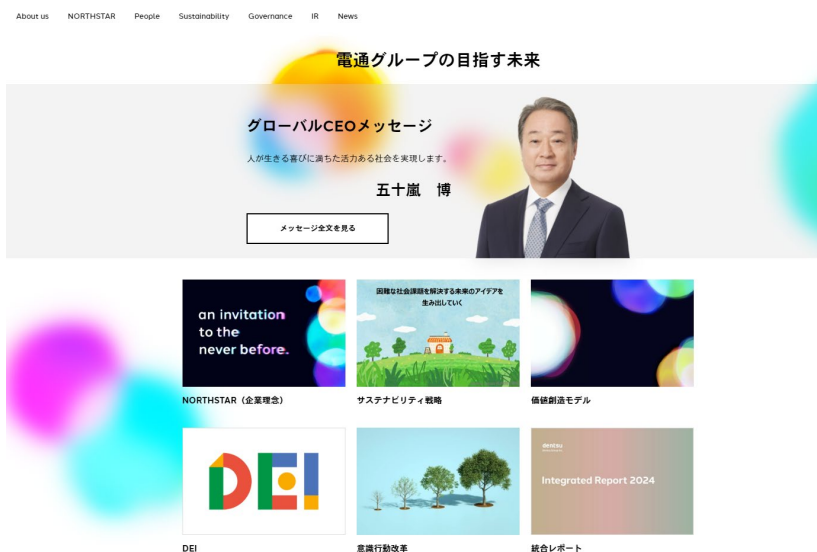 About us NORTHSTAR People Sustainability Governance IR News
電通グループの目指す未来
グローバルCEOメッセージ
人が生きる喜びに満ちた活力ある社会を実現します。
五十嵐　博
メッセージ全文を見る
an invitation
to the
never before.
困難な社会課題を解決する未来のアイデアを
生み出していく
NORTHSTAR（企業理念）
サステナビリティ戦略
価値創造モデル
DEI
dentsu
Integrated Report 2024
DEI
意識行動改革
統合レポート